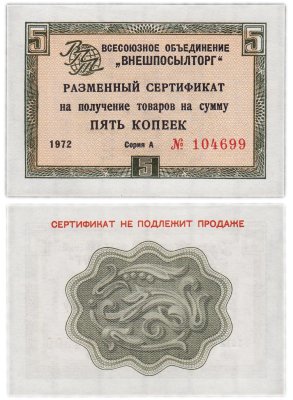 5 5
ВПТ
ВСЕСОЮЗНОЕ ОБЪЕДИНЕНИЕ
„ВНЕШПОСЫЛТОРГ"
РАЗМЕННЫЙ СЕРТИФИКАТ
на получение товаров на сумму
ПЯТЬ КОПЕЕК
1972 Серия А № 104699
5
СЕРТИФИКАТ НЕ ПОДЛЕЖИТ ПРОДАЖЕ